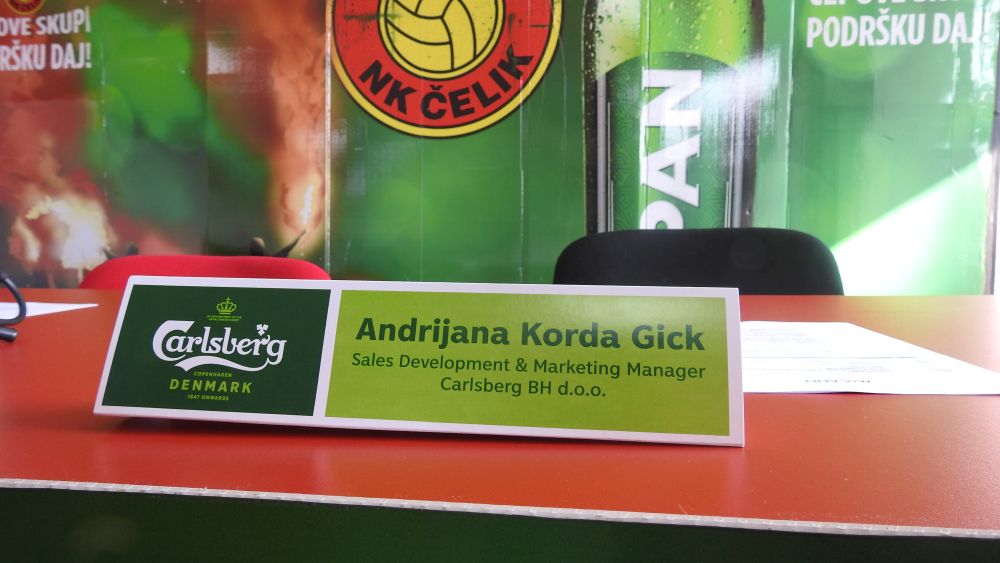 OVE SKUPI
RŠKU DAJ!
NK ČELIK
PAN
PODRŠKU DAJ
Carlsberg
COPENHAGEN
DENMARK
1847 ONWARDS
Andrijana Korda Gick
Sales Development & Marketing Manager
Carlsberg BH d.o.o.